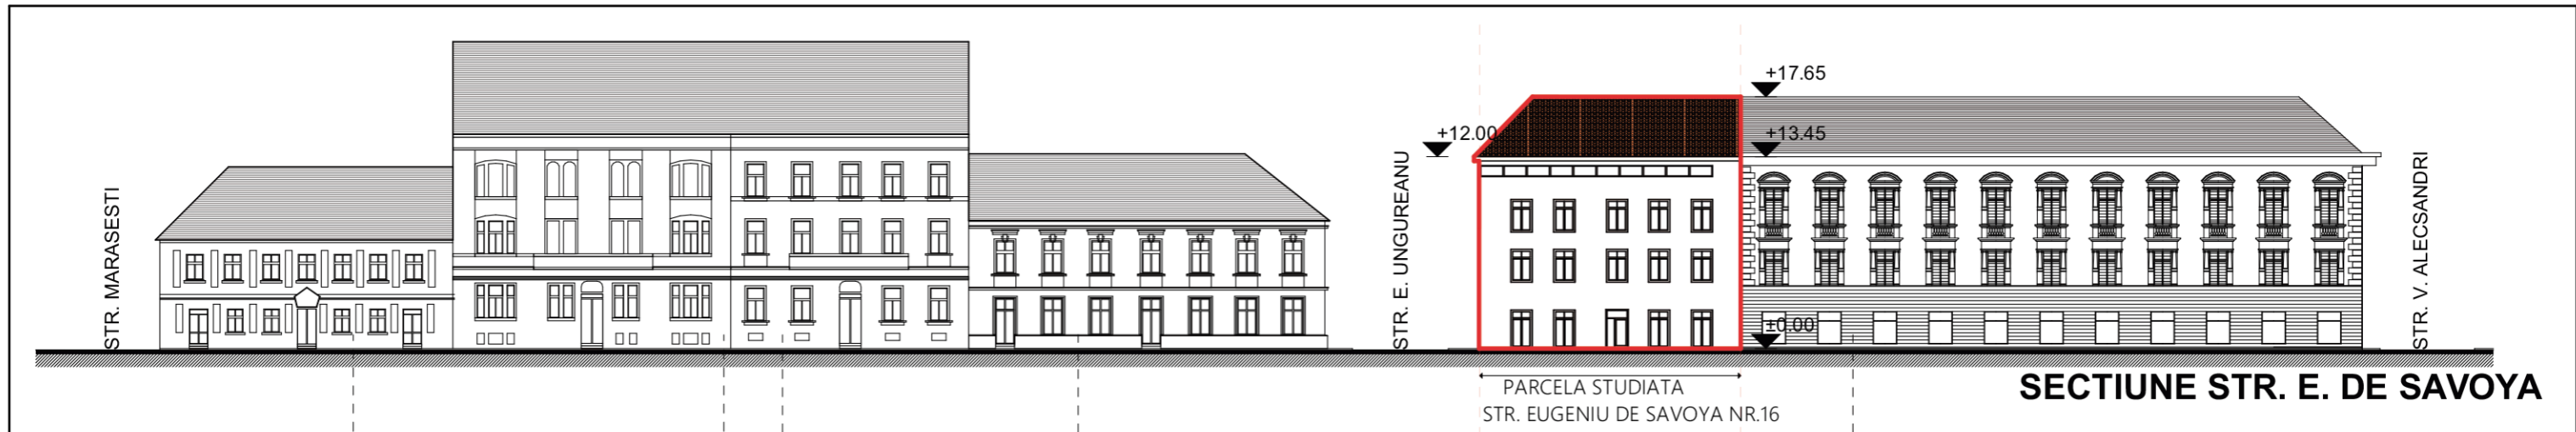 STR. MARASESTI
STR. E. UNGUREANU
+12.00
+17.65
+13.45
±0.00
STR. V. ALECSANDRI
PARCELA STUDIATA
STR. EUGENIU DE SAVOYA NR.16
SECTIUNE STR. E. DE SAVOYA